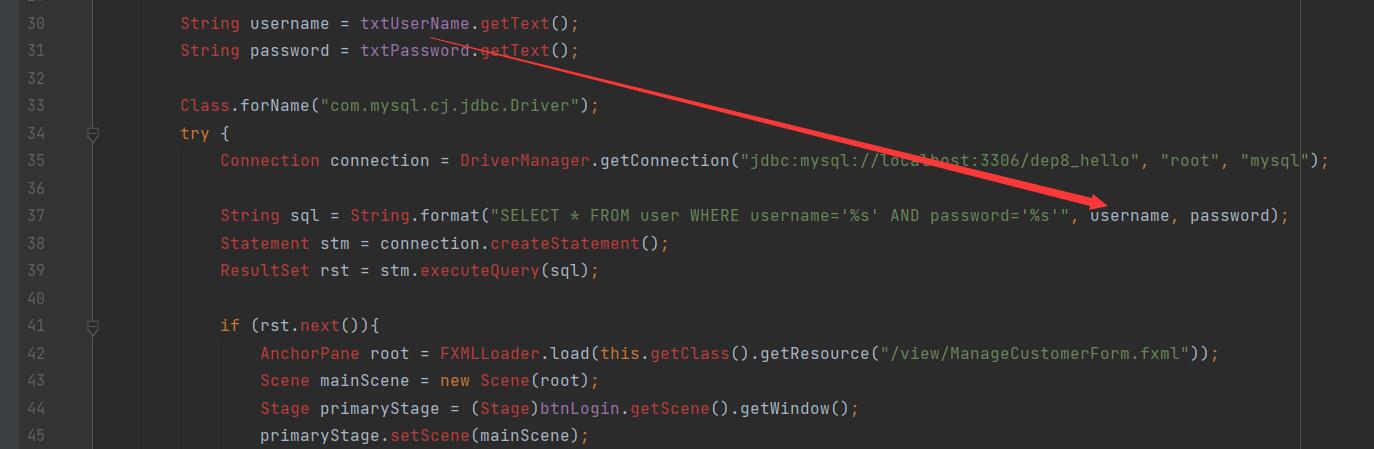 30 String username = txtUserName.getText();
31 String password = txtPassword.getText();
32
33 Class.forName("com.mysql.cj.jdbc.Driver");
34 try {
35 Connection connection = DriverManager.getConnection("jdbc:mysql://localhost:3306/dep8_hello", "root", "mysql");
36
37 String sql = String.format("SELECT * FROM user WHERE username='%s' AND password='%s'", username, password);
38 Statement stm = connection.createStatement();
39 ResultSet rst = stm.executeQuery(sql);
40
41 if (rst.next()){
42 AnchorPane root = FXMLLoader.load(this.getClass().getResource("/view/ManageCustomerForm.fxml"));
43 Scene mainScene = new Scene(root);
44 Stage primaryStage = (Stage)btnLogin.getScene().getWindow();
45 primaryStage.setScene(mainScene);